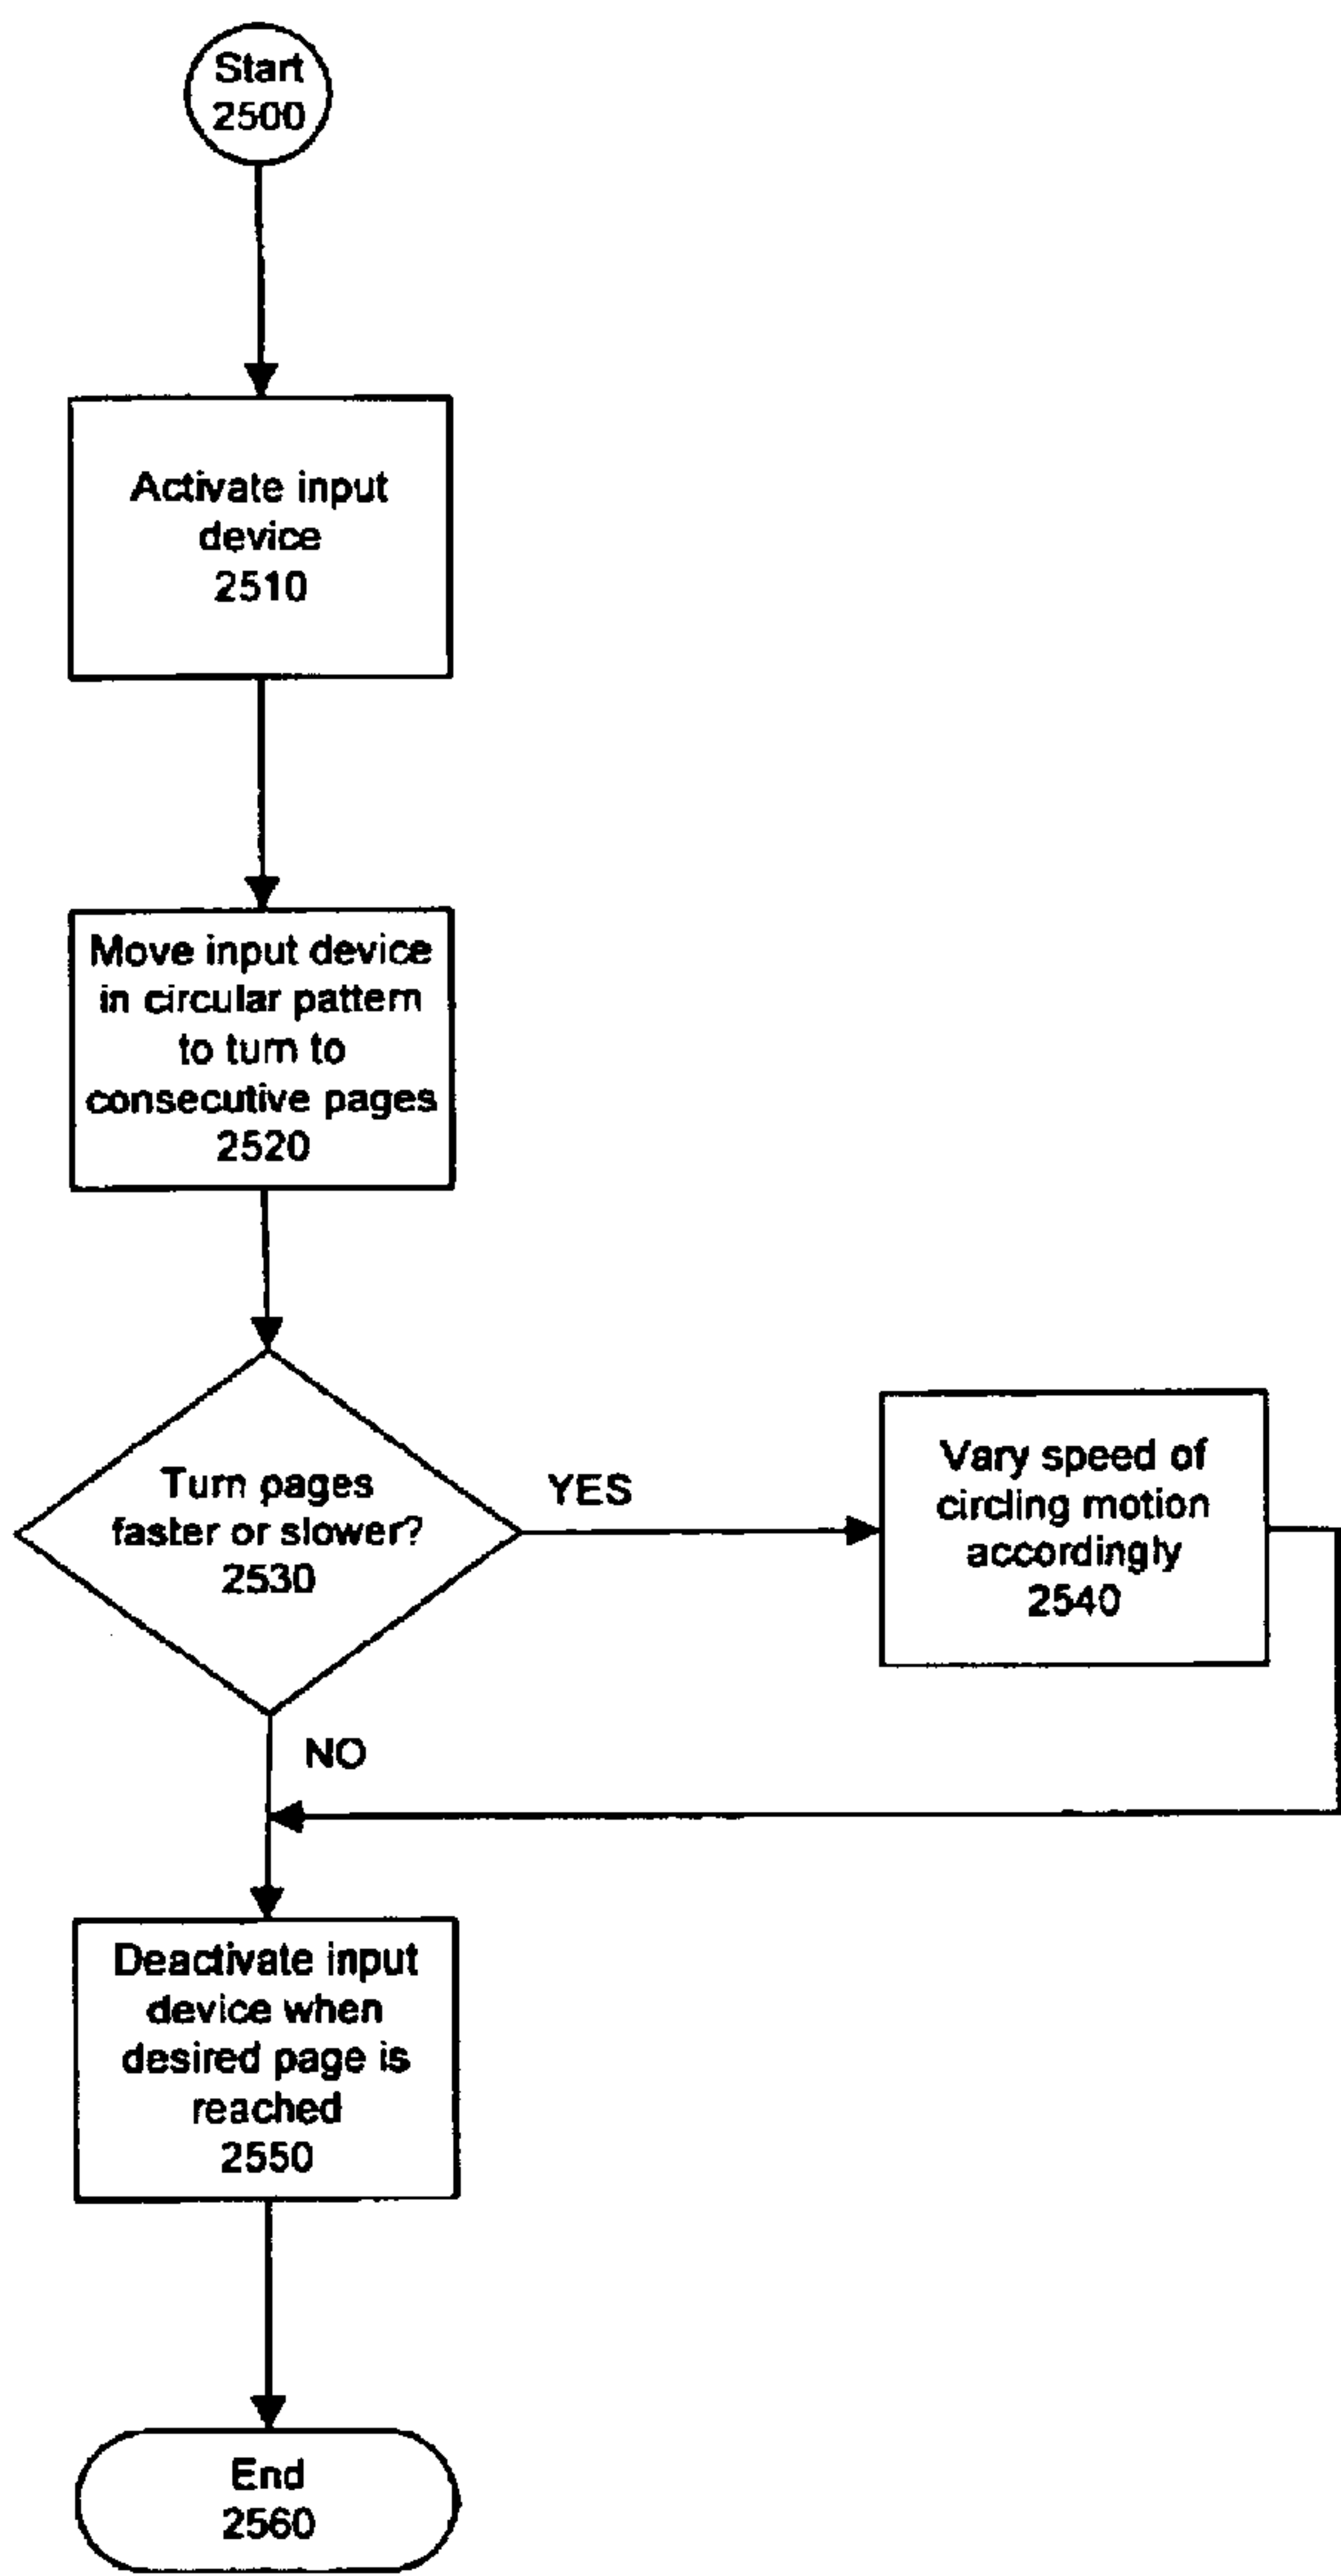 Start
2500
Activate input
device
2510
Move input device
in circular pattern
to turn to
consecutive pages
2520
Turn pages
faster or slower?
2530
YES
Vary speed of
circling motion
accordingly
2540
NO
Deactivate input
device when
desired page is
reached
2550
End
2560